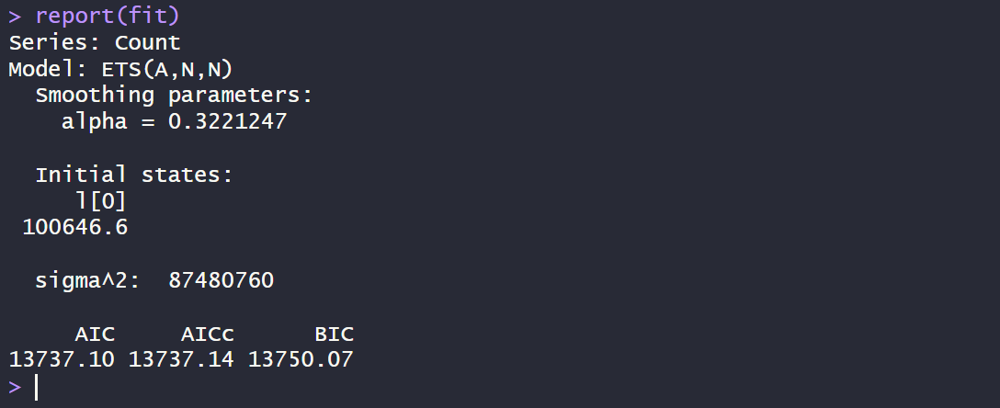 > report(fit)
Series: Count
Model: ETS(A,N,N)
  Smoothing parameters:
    alpha = 0.3221247

  Initial states:
     l[0]
 100646.6

  sigma^2:  87480760

     AIC     AICc      BIC
13737.10 13737.14 13750.07
>